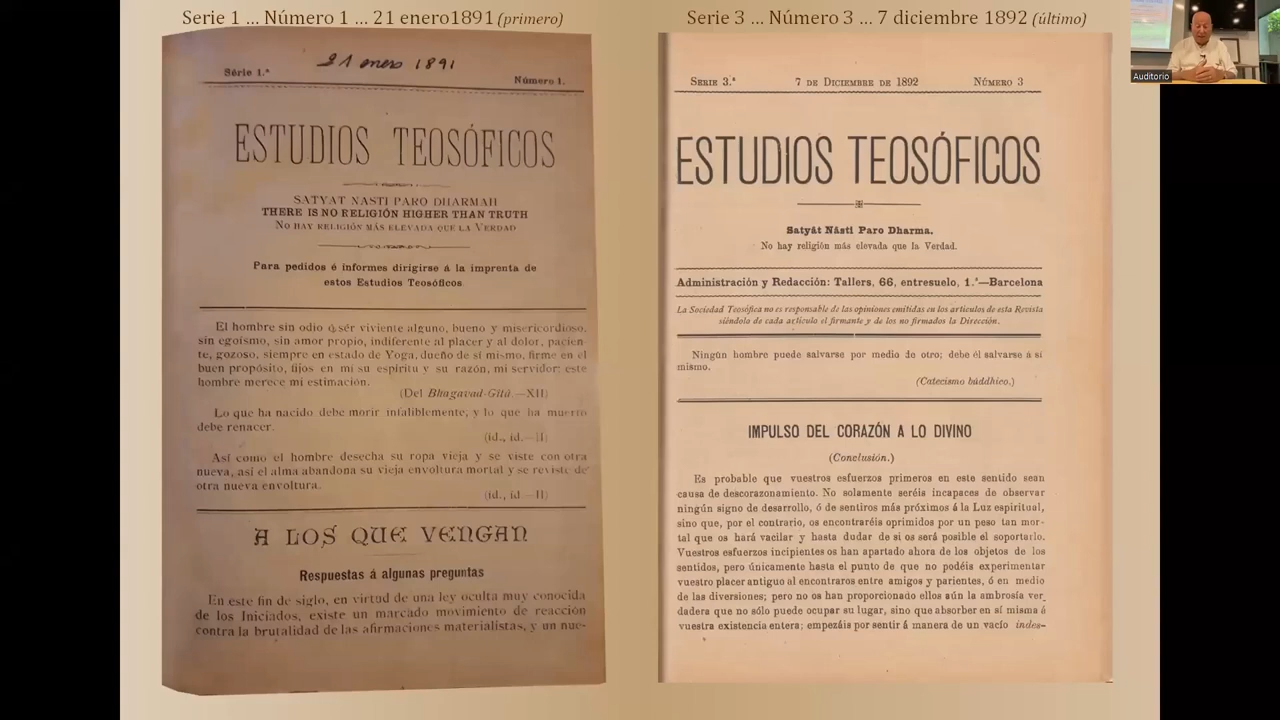 Serie 1 ... Número 1 ... 21 enero1891 (primero)
21 enero 1891
Série 1.ª
Número 1.
ESTUDIOS TEOSÓFICOS
SATYAT NASTI PARO DHARMAH
THERE IS NO RELIGIÓN HIGHER THAN TRUTH
NO HAY RELIGIÓN MÁS ELEVADA QUE LA VERDAD
Para pedidos é informes dirigirse á la imprenta de
estos Estudios Teosóficos
El hombre sin odio á sér viviente alguno, bueno y misericordioso,
sin egoísmo, sin amor propio, indiferente al placer y al dolor, pacien-
te, gozoso, siempre en estado de Yoga, dueño de sí mismo, firme en el
buen propósito, fijos en mi su espíritu y su razón, mi servidor: este
hombre merece mi estimación.
(Del Bhagavad-Gîtâ.—XII)
Lo que ha nacido debe morir infaliblemente, y lo que ha muerto
debe renacer.
(id., id.—II)
Así como el hombre desecha su ropa vieja y se viste con otra
nueva, así el alma abandona su vieja envoltura mortal y se reviste de
otra nueva envoltura.
(id., id —II)
A LOS QUE VENGAN
Respuestas á algunas preguntas
En este fin de siglo, en virtud de una ley oculta muy conocida
de los Iniciados, existe un marcado movimiento de reacción
contra la brutalidad de las afirmaciones materialistas, y un nue-
Serie 3 ... Número 3 ... 7 diciembre 1892 (último)
SERIE 3.ª
7 DE DICIEMBRE DE 1892
NÚMERO 3
ESTUDIOS TEOSÓFICOS
Satyât Nâsti Paro Dharma.
No hay religión más elevada que la Verdad.
Administración y Redacción: Tallers, 66, entresuelo, 1.ª—Barcelona
La Sociedad Teosófica no es responsable de las opiniones emitidas en los artículos de esta Revista
siéndolo de cada artículo el firmante y de los no firmados la Dirección.
Ningún hombre puede salvarse por medio de otro; debe él salvarse á sí
mismo.
(Catecismo búddhico.)
IMPULSO DEL CORAZÓN A LO DIVINO
(Conclusión.)
Es probable que vuestros esfuerzos primeros en este sentido sean
causa de descorazonamiento. No solamente seréis incapaces de observar
ningún signo de desarrollo, ó de sentiros más próximos á la Luz espiritual,
sino que, por el contrario, os encontraréis oprimidos por un peso tan mor-
tal que os hará vacilar y hasta dudar de si os será posible el soportarlo.
Vuestros esfuerzos incipientes os han apartado ahora de los objetos de los
sentidos, pero únicamente hasta el punto de que no podéis experimentar
vuestro placer antiguo al encontraros entre amigos y parientes, ó en medio
de las diversiones; pero no os han proporcionado ellos aún la ambrosía ver
dadera que no sólo puede ocupar su lugar, sino que absorber en sí misma á
vuestra existencia entera; empezáis por sentir á manera de un vacío indes-
Auditorio